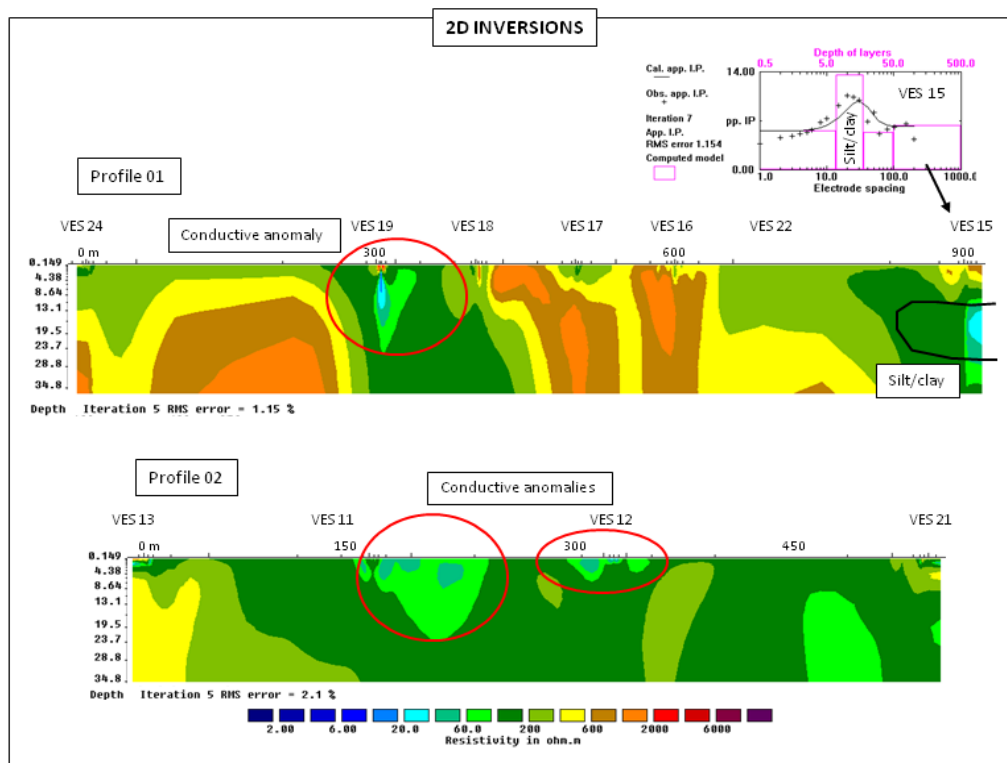 2D INVERSIONS
Depth of layers
0.5 5.0 50.0 500.0
Cal. app. I.P.
Obs. app. I.P.
Iteration 7
App. I.P.
RMS error 1.154
Computed model
14.00
pp. IP
0.00
VES 15
Silt/clay
1.0 10.0 100.0 1000.0
Electrode spacing
Profile 01
VES 24 VES 19 VES 18 VES 17 VES 16 VES 22 VES 15
Conductive anomaly
0 m 300 600 900
0.149
4.38
8.64
13.1
19.5
23.7
28.8
34.8
Silt/clay
Depth Iteration 5 RMS error = 1.15 %
Profile 02
Conductive anomalies
VES 13 VES 11 VES 12 VES 21
0 m 150 300 450
0.149
4.38
8.64
13.1
19.5
23.7
28.8
34.8
Depth Iteration 5 RMS error = 2.1 %
2.00 6.00 20.0 60.0 200 600 2000 6000
Resistivity in ohm.m